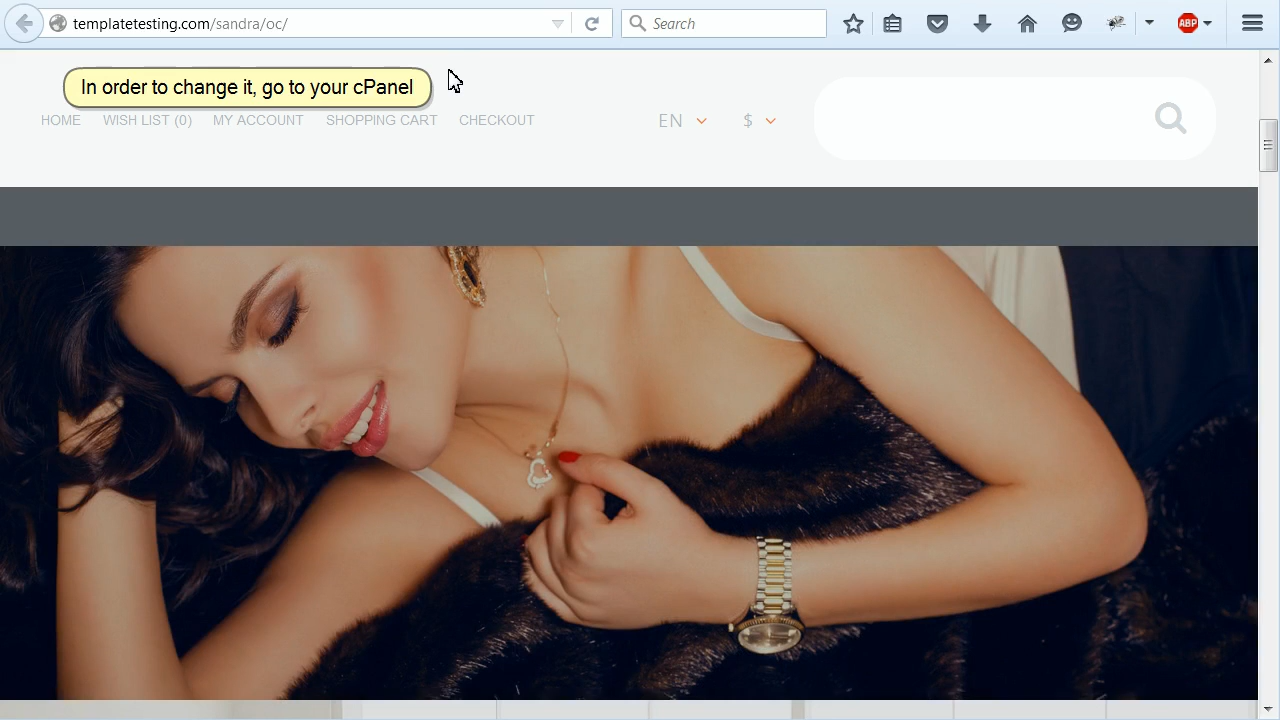 templatetesting.com/sandra/oc/
Search
ABP
In order to change it, go to your cPanel
HOME
WISH LIST (0)
MY ACCOUNT
SHOPPING CART
CHECKOUT
EN
$